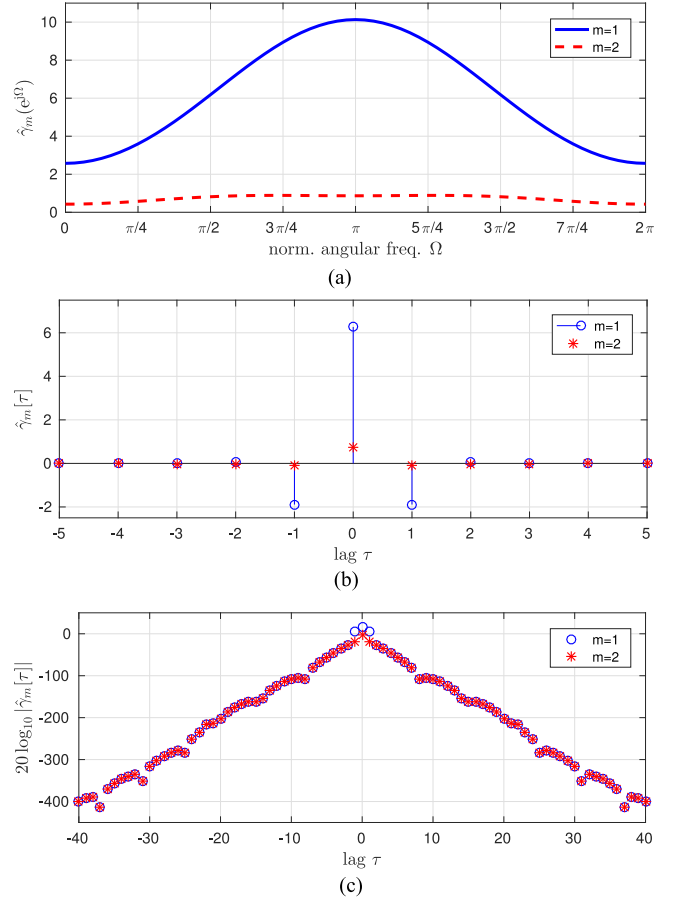 10
8
6
4
2
0
γ̂ₘ(e^{jΩ})
m=1
m=2
0 π/4 π/2 3π/4 π 5π/4 3π/2 7π/4 2π
norm. angular freq. Ω
(a)
6
4
2
0
-2
γ̂ₘ[τ]
m=1
m=2
-5 -4 -3 -2 -1 0 1 2 3 4 5
lag τ
(b)
0
-100
-200
-300
-400
20 log₁₀ |γ̂ₘ[τ]|
m=1
m=2
-40 -30 -20 -10 0 10 20 30 40
lag τ
(c)